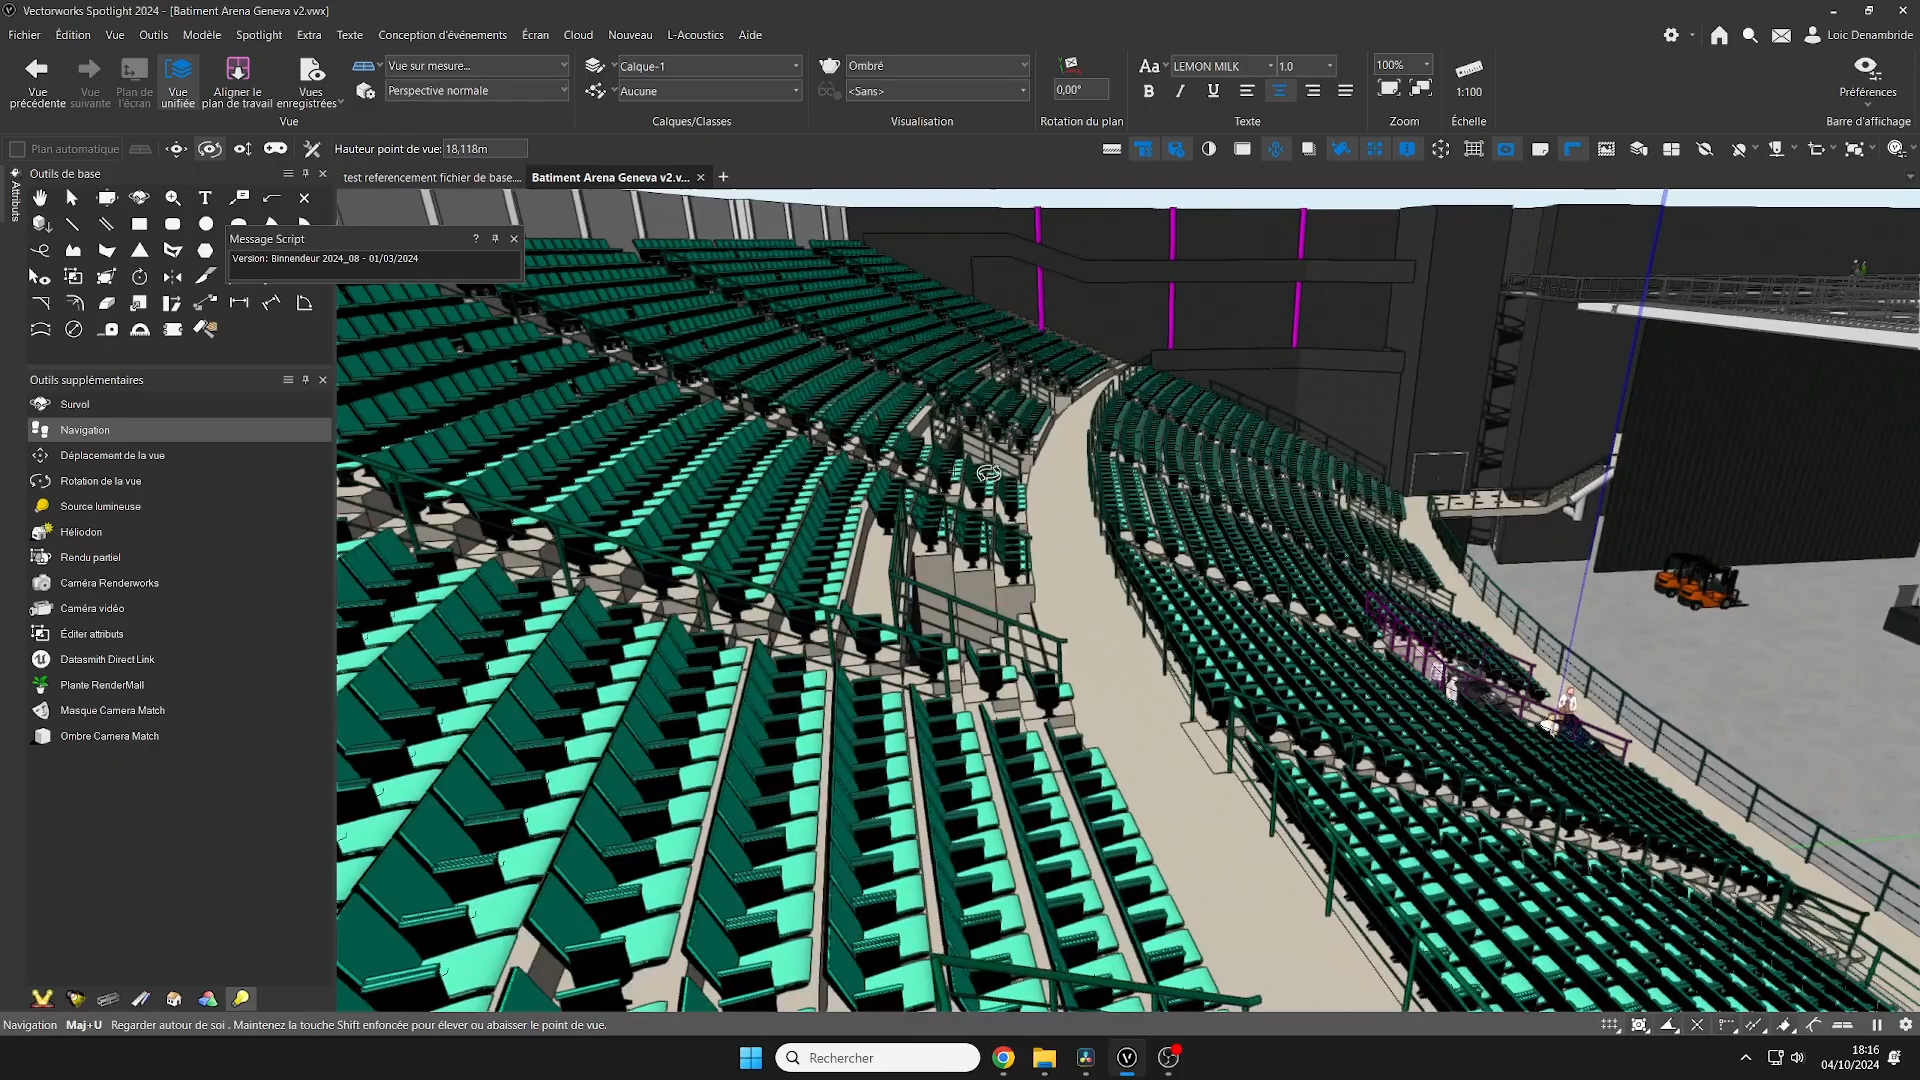 Vectorworks Spotlight 2024 - [Batiment Arena Geneva v2.vwx]
Fichier Édition Vue Outils Modèle Spotlight Extra Texte Conception d'événements Écran Cloud Nouveau L-Acoustics Aide
Loic Denambride
Vue précédente
Vue suivante
Plan de l'écran
Vue unifiée
Aligner le plan de travail
Vues enregistrées
Vue sur mesure...
Perspective normale
Vue
Calque-1
Aucune
Calques/Classes
Ombré
<Sans>
Visualisation
0,00°
Rotation du plan
Aa LEMON MILK 1.0
B I U
Texte
100%
Zoom
1:100
Échelle
Préférences
Barre d'affichage
Plan automatique
Hauteur point de vue: 18,118m
Attributs
Outils de base
test referencement fichier de base...
Batiment Arena Geneva v2.v...
T
Message Script
?
Version: Binnendeur 2024_08 - 01/03/2024
Outils supplémentaires
Survol
Navigation
Déplacement de la vue
Rotation de la vue
Source lumineuse
Héliodon
Rendu partiel
Caméra Renderworks
Caméra vidéo
Éditer attributs
Datasmith Direct Link
Plante RenderMall
Masque Camera Match
Ombre Camera Match
Navigation Maj+U Regarder autour de soi . Maintenez la touche Shift enfoncée pour élever ou abaisser le point de vue.
Rechercher
18:16
04/10/2024